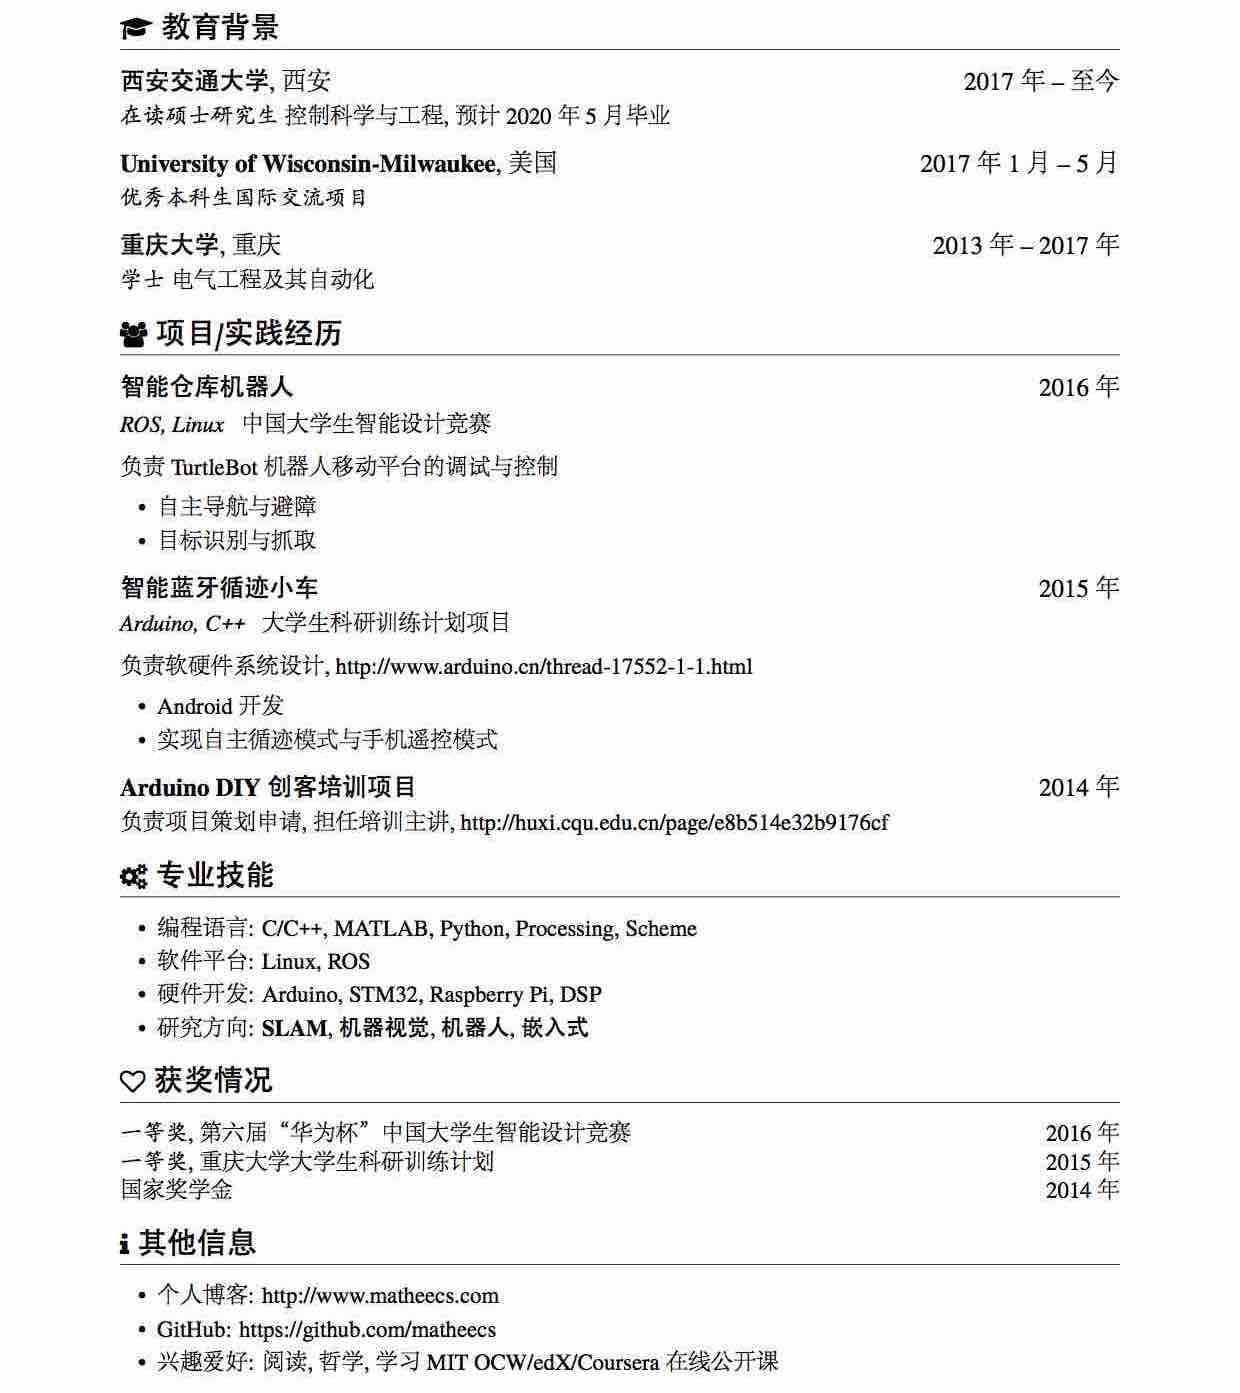 教育背景
西安交通大学, 西安 2017 年 – 至今
在读硕士研究生 控制科学与工程, 预计 2020 年 5 月毕业
University of Wisconsin-Milwaukee, 美国 2017 年 1 月 – 5 月
优秀本科生国际交流项目
重庆大学, 重庆 2013 年 – 2017 年
学士 电气工程及其自动化
项目/实践经历
智能仓库机器人 2016 年
ROS, Linux 中国大学生智能设计竞赛
负责 TurtleBot 机器人移动平台的调试与控制
• 自主导航与避障
• 目标识别与抓取
智能蓝牙循迹小车 2015 年
Arduino, C++ 大学生科研训练计划项目
负责软硬件系统设计, http://www.arduino.cn/thread-17552-1-1.html
• Android 开发
• 实现自主循迹模式与手机遥控模式
Arduino DIY 创客培训项目 2014 年
负责项目策划申请, 担任培训主讲, http://huxi.cqu.edu.cn/page/e8b514e32b9176cf
专业技能
• 编程语言: C/C++, MATLAB, Python, Processing, Scheme
• 软件平台: Linux, ROS
• 硬件开发: Arduino, STM32, Raspberry Pi, DSP
• 研究方向: SLAM, 机器视觉, 机器人, 嵌入式
获奖情况
一等奖, 第六届“华为杯”中国大学生智能设计竞赛 2016 年
一等奖, 重庆大学大学生科研训练计划 2015 年
国家奖学金 2014 年
其他信息
• 个人博客: http://www.matheecs.com
• GitHub: https://github.com/matheecs
• 兴趣爱好: 阅读, 哲学, 学习 MIT OCW/edX/Coursera 在线公开课